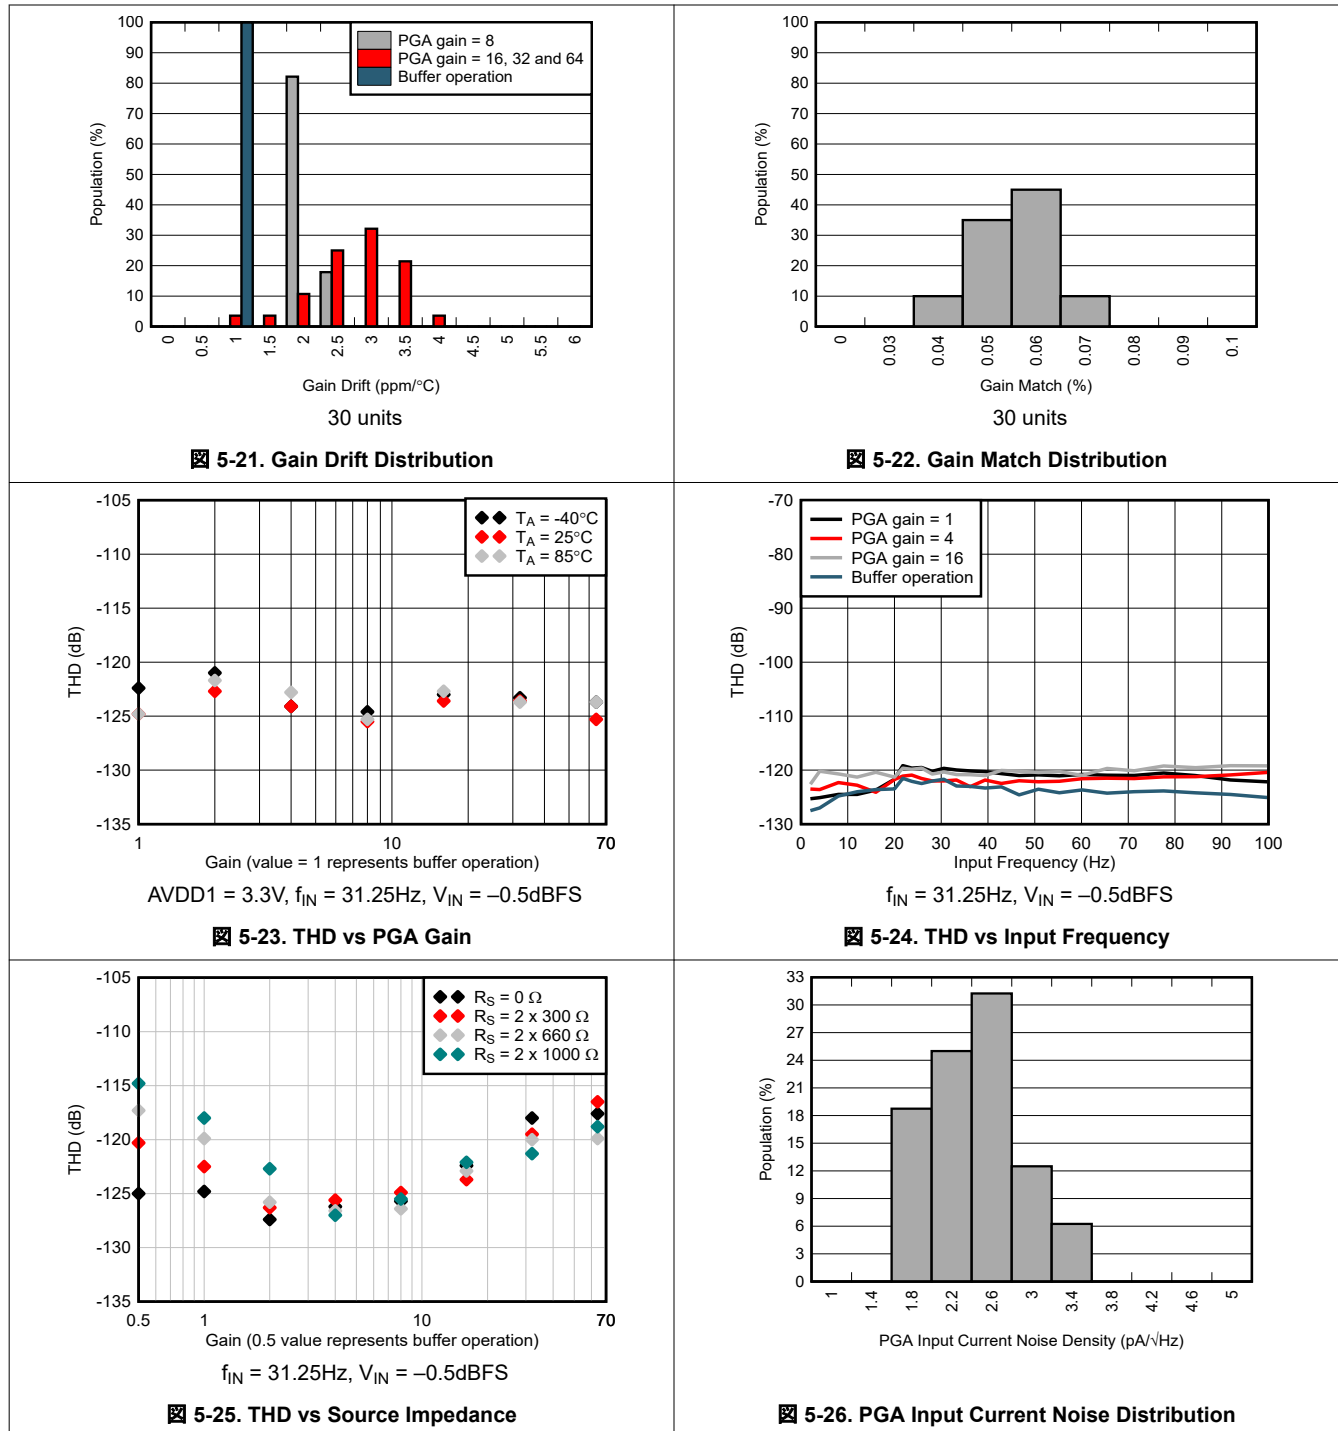 100
90
80
70
60
50
40
30
20
10
0
Population (%)
PGA gain = 8
PGA gain = 16, 32 and 64
Buffer operation
0 0.5 1 1.5 2 2.5 3 3.5 4 4.5 5 5.5 6
Gain Drift (ppm/°C)
30 units
図 5-21. Gain Drift Distribution
100
90
80
70
60
50
40
30
20
10
0
Population (%)
0 0.03 0.04 0.05 0.06 0.07 0.08 0.09 0.1
Gain Match (%)
30 units
図 5-22. Gain Match Distribution
-105
-110
-115
-120
-125
-130
-135
THD (dB)
TA = -40°C
TA = 25°C
TA = 85°C
1 10 70
Gain (value = 1 represents buffer operation)
AVDD1 = 3.3V, fIN = 31.25Hz, VIN = –0.5dBFS
図 5-23. THD vs PGA Gain
-70
-80
-90
-100
-110
-120
-130
THD (dB)
PGA gain = 1
PGA gain = 4
PGA gain = 16
Buffer operation
0 10 20 30 40 50 60 70 80 90 100
Input Frequency (Hz)
fIN = 31.25Hz, VIN = –0.5dBFS
図 5-24. THD vs Input Frequency
-105
-110
-115
-120
-125
-130
-135
THD (dB)
RS = 0 Ω
RS = 2 x 300 Ω
RS = 2 x 660 Ω
RS = 2 x 1000 Ω
0.5 1 10 70
Gain (0.5 value represents buffer operation)
fIN = 31.25Hz, VIN = –0.5dBFS
図 5-25. THD vs Source Impedance
33
30
27
24
21
18
15
12
9
6
3
0
Population (%)
1 1.4 1.8 2.2 2.6 3 3.4 3.8 4.2 4.6 5
PGA Input Current Noise Density (pA/√Hz)
図 5-26. PGA Input Current Noise Distribution